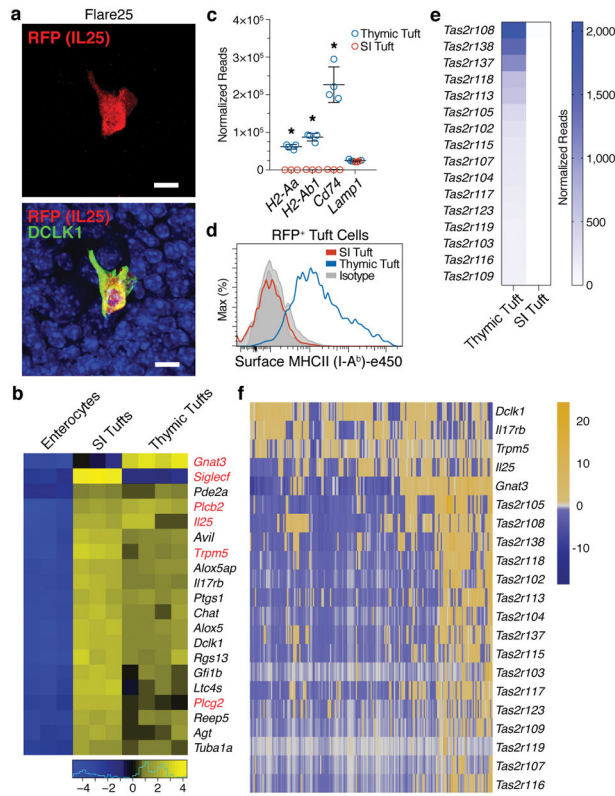 a
Flare25
RFP (IL25)
RFP (IL25)
DCLK1
b
Enterocytes
SI Tufts
Thymic Tufts
Gnat3
Siglecf
Pde2a
Plcb2
Il25
Avil
Trpm5
Alox5ap
Il17rb
Ptgs1
Chat
Alox5
Dclk1
Rgs13
Gfi1b
Ltc4s
Plcg2
Reep5
Agt
Tuba1a
−4 −2 0 2 4
c
Normalized Reads
4×10⁵
3×10⁵
2×10⁵
1×10⁵
0
Thymic Tuft
SI Tuft
* * *
H2-Aa H2-Ab1 Cd74 Lamp1
d
RFP⁺ Tuft Cells
SI Tuft
Thymic Tuft
Isotype
Max (%)
Surface MHCII (I-Aᵇ)-e450
e
Tas2r108
Tas2r138
Tas2r137
Tas2r118
Tas2r113
Tas2r105
Tas2r102
Tas2r115
Tas2r107
Tas2r104
Tas2r117
Tas2r123
Tas2r119
Tas2r103
Tas2r116
Tas2r109
Thymic Tuft
SI Tuft
2,000
1,500
1,000
500
0
Normalized Reads
f
Dclk1
Il17rb
Trpm5
Il25
Gnat3
Tas2r105
Tas2r108
Tas2r138
Tas2r118
Tas2r102
Tas2r113
Tas2r104
Tas2r137
Tas2r115
Tas2r103
Tas2r117
Tas2r123
Tas2r109
Tas2r119
Tas2r107
Tas2r116
20
10
0
-10